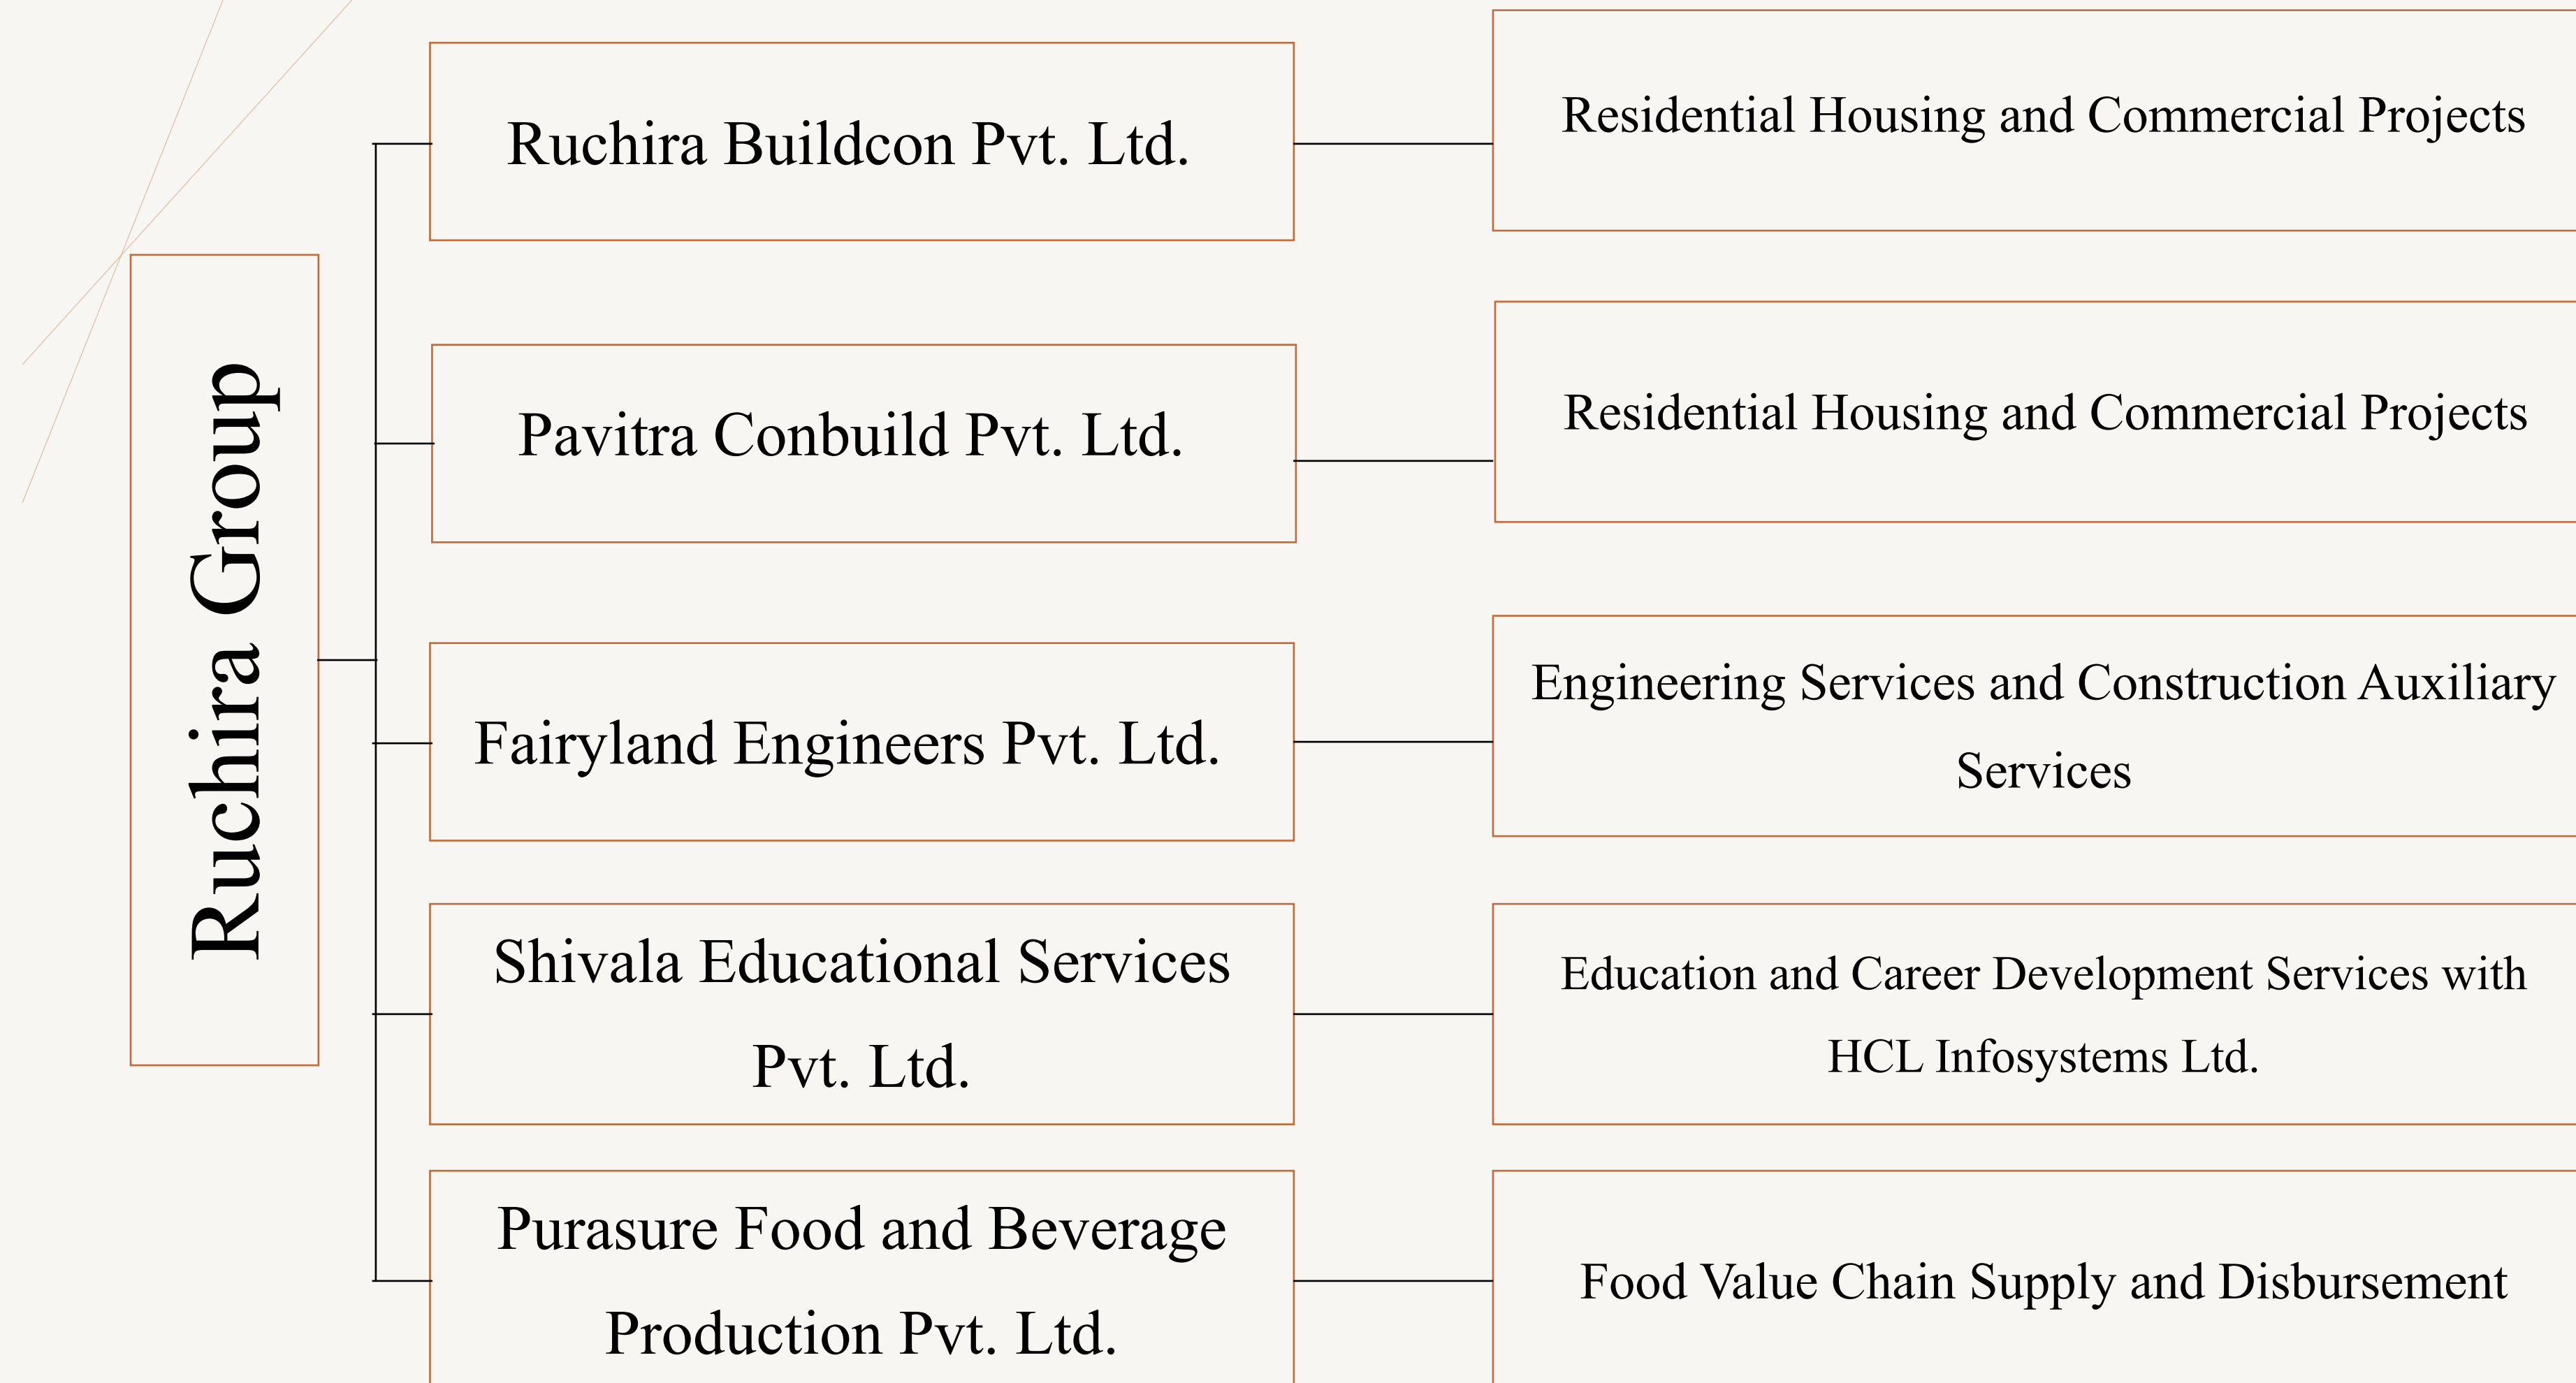 Ruchira Group
Ruchira Buildcon Pvt. Ltd.
Residential Housing and Commercial Projects
Pavitra Conbuild Pvt. Ltd.
Residential Housing and Commercial Projects
Fairyland Engineers Pvt. Ltd.
Engineering Services and Construction Auxiliary
Services
Shivala Educational Services
Pvt. Ltd.
Education and Career Development Services with
HCL Infosystems Ltd.
Purasure Food and Beverage
Production Pvt. Ltd.
Food Value Chain Supply and Disbursement